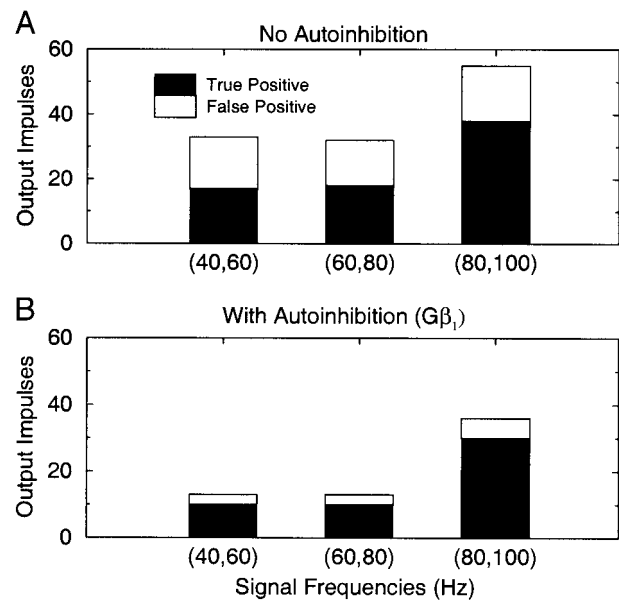 A
No Autoinhibition
60
40
20
0
Output Impulses
True Positive
False Positive
(40,60) (60,80) (80,100)
B
With Autoinhibition (Gβ₁)
60
40
20
0
Output Impulses
(40,60) (60,80) (80,100)
Signal Frequencies (Hz)